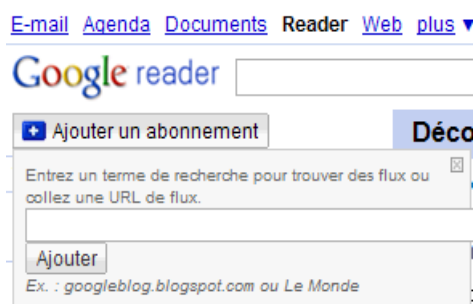 E-mail Agenda Documents Reader Web plus ▼
Google reader
Ajouter un abonnement
Entrez un terme de recherche pour trouver des flux ou
collez une URL de flux.
Ajouter
Ex. : googleblog.blogspot.com ou Le Monde